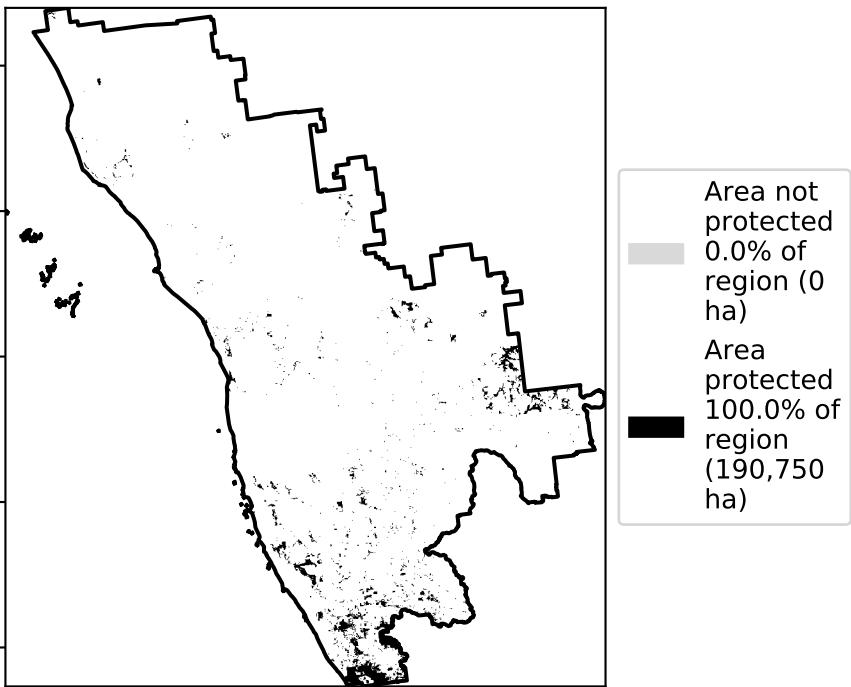 Area not
protected
0.0% of
region (0
ha)
Area
protected
100.0% of
region
(190,750
ha)